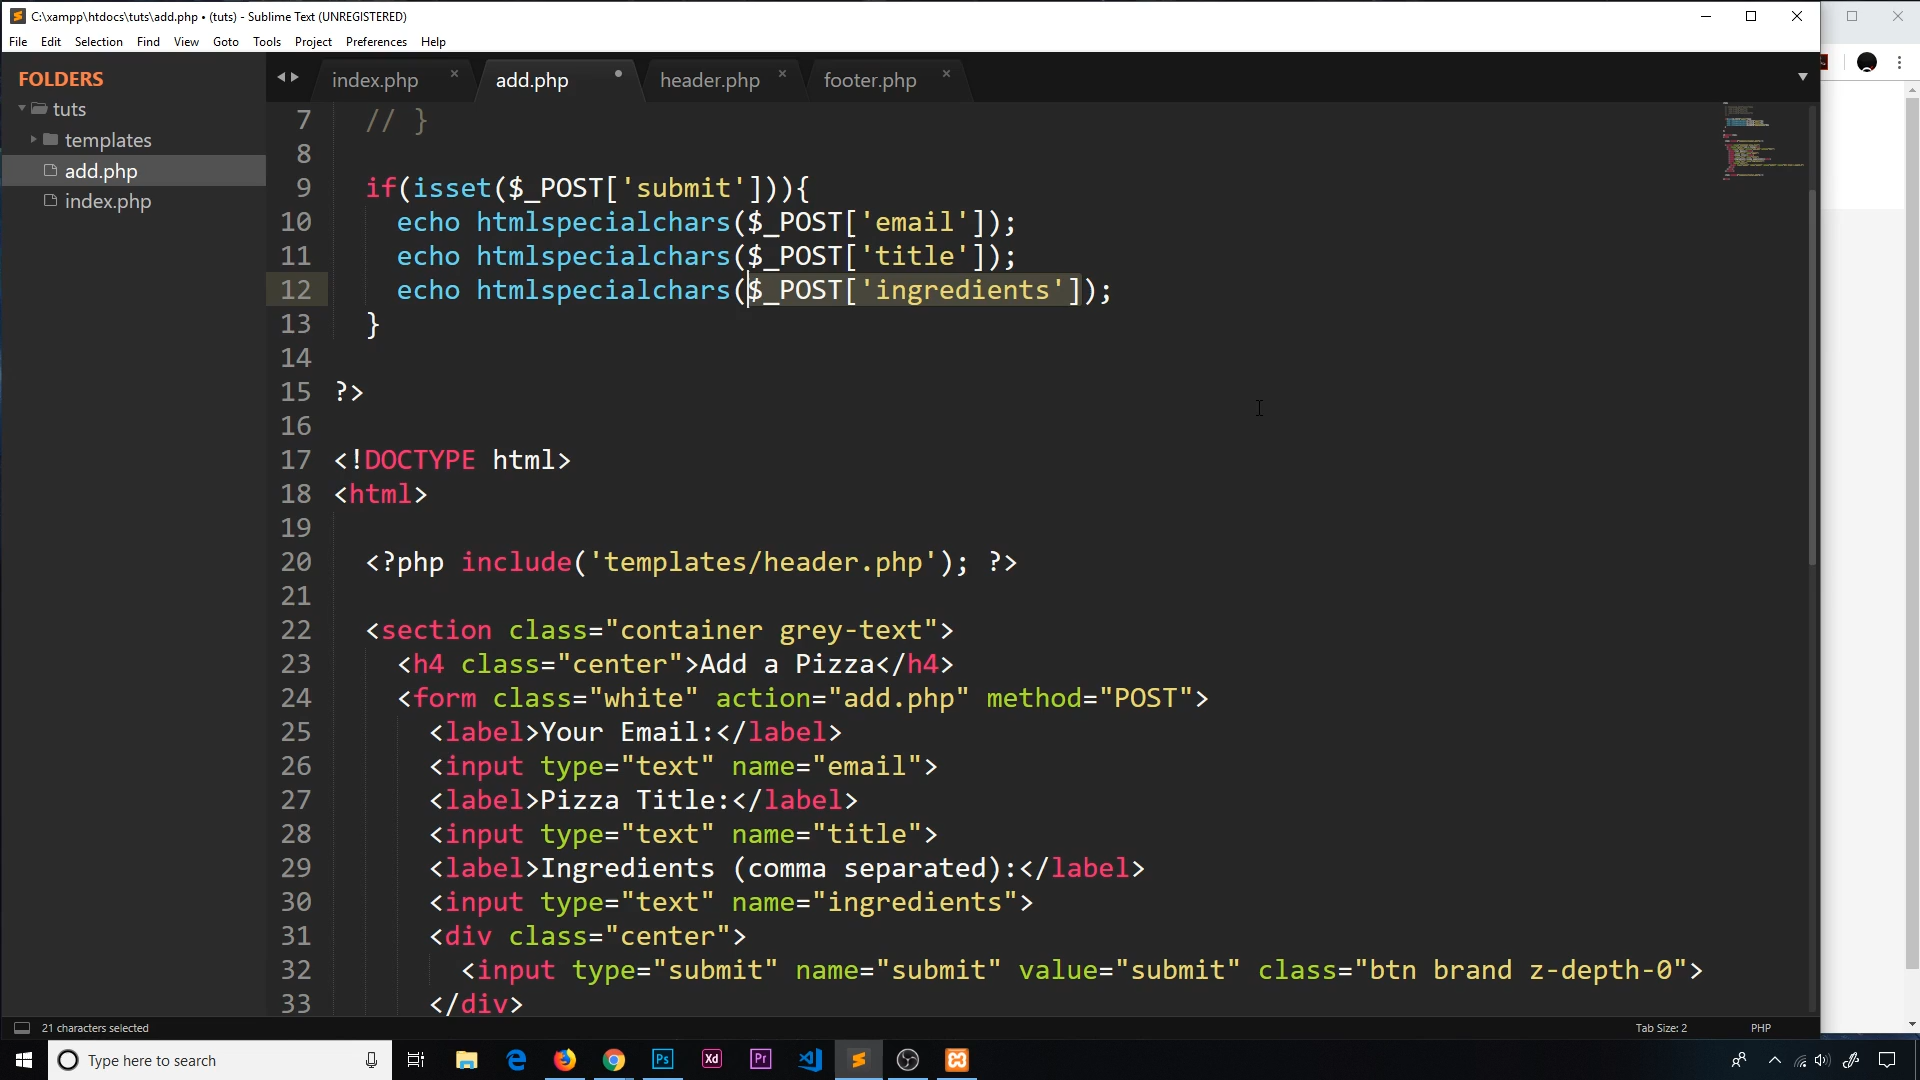 C:\xampp\htdocs\tuts\add.php • (tuts) - Sublime Text (UNREGISTERED)
File Edit Selection Find View Goto Tools Project Preferences Help
FOLDERS
tuts
templates
add.php
index.php
index.php add.php header.php footer.php
7 // }
8
9 if(isset($_POST['submit'])){
10 echo htmlspecialchars($_POST['email']);
11 echo htmlspecialchars($_POST['title']);
12 echo htmlspecialchars($_POST['ingredients']);
13 }
14
15 ?>
16
17 <!DOCTYPE html>
18 <html>
19
20 <?php include('templates/header.php'); ?>
21
22 <section class="container grey-text">
23 <h4 class="center">Add a Pizza</h4>
24 <form class="white" action="add.php" method="POST">
25 <label>Your Email:</label>
26 <input type="text" name="email">
27 <label>Pizza Title:</label>
28 <input type="text" name="title">
29 <label>Ingredients (comma separated):</label>
30 <input type="text" name="ingredients">
31 <div class="center">
32 <input type="submit" name="submit" value="submit" class="btn brand z-depth-0">
33 </div>
21 characters selected Tab Size: 2 PHP
Type here to search Ps Xd Pr